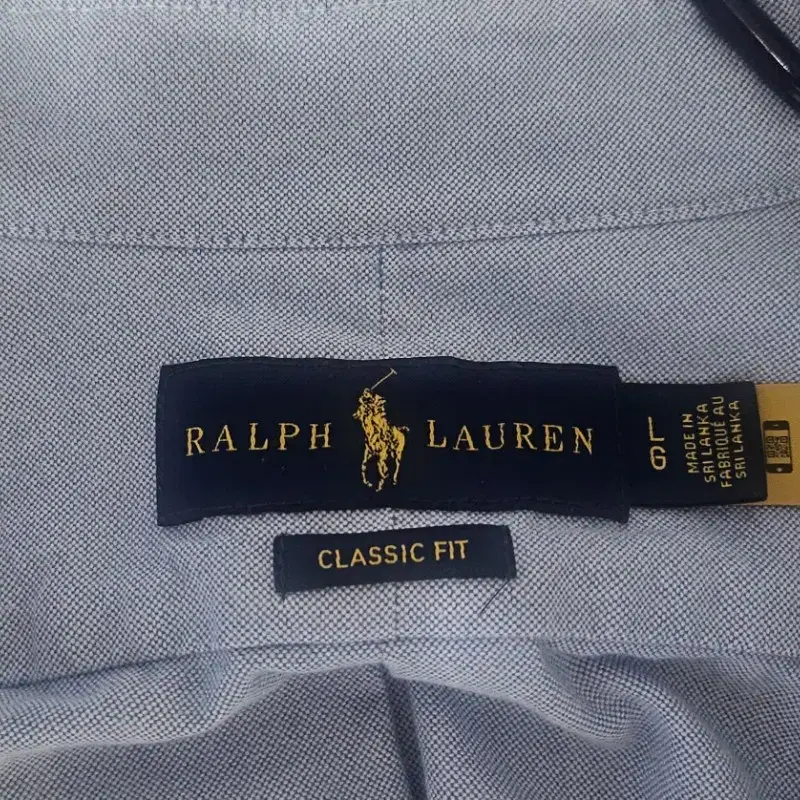 RALPH LAUREN
L
G
MADE IN
SRI LANKA
FABRIQUÉ AU
SRI LANKA
CLASSIC FIT